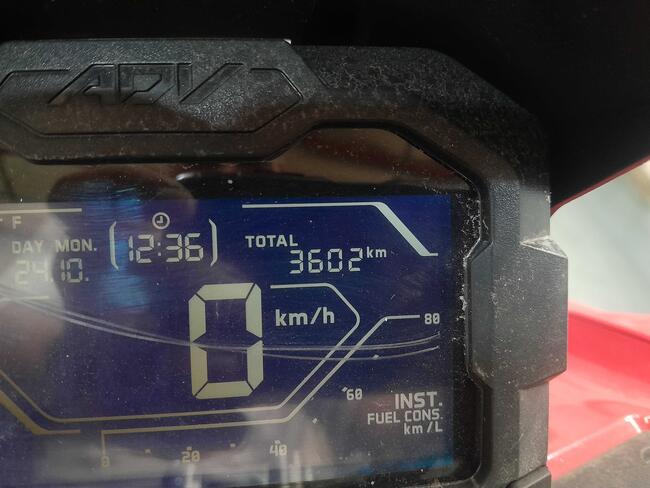 ADV
F
DAY MON.
24.10.
12:36
TOTAL
3602 km
0 km/h
80
60
0 20 40
INST.
FUEL CONS.
km/L